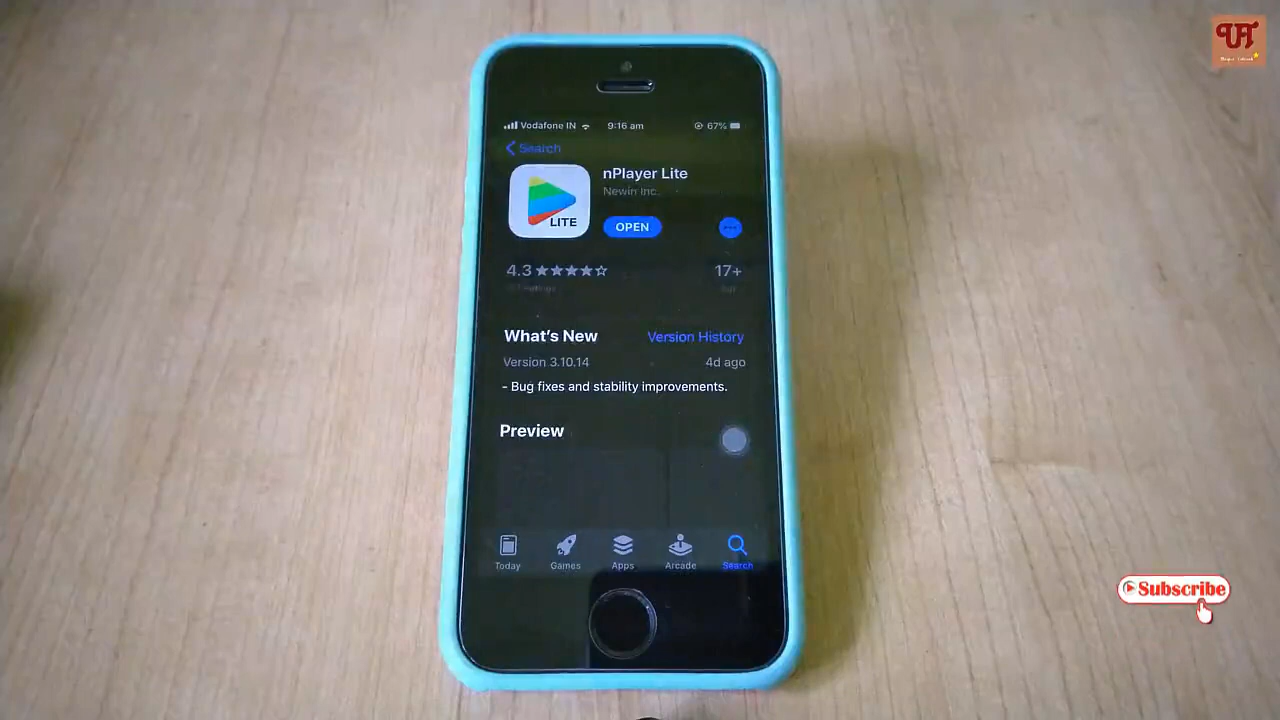 UA
Vodafone IN
9:16 am
67%
Search
nPlayer Lite
Newin Inc.
LITE
OPEN
4.3
17+
What's New
Version History
Version 3.10.14
4d ago
- Bug fixes and stability improvements.
Preview
Today
Games
Apps
Arcade
Search
Subscribe